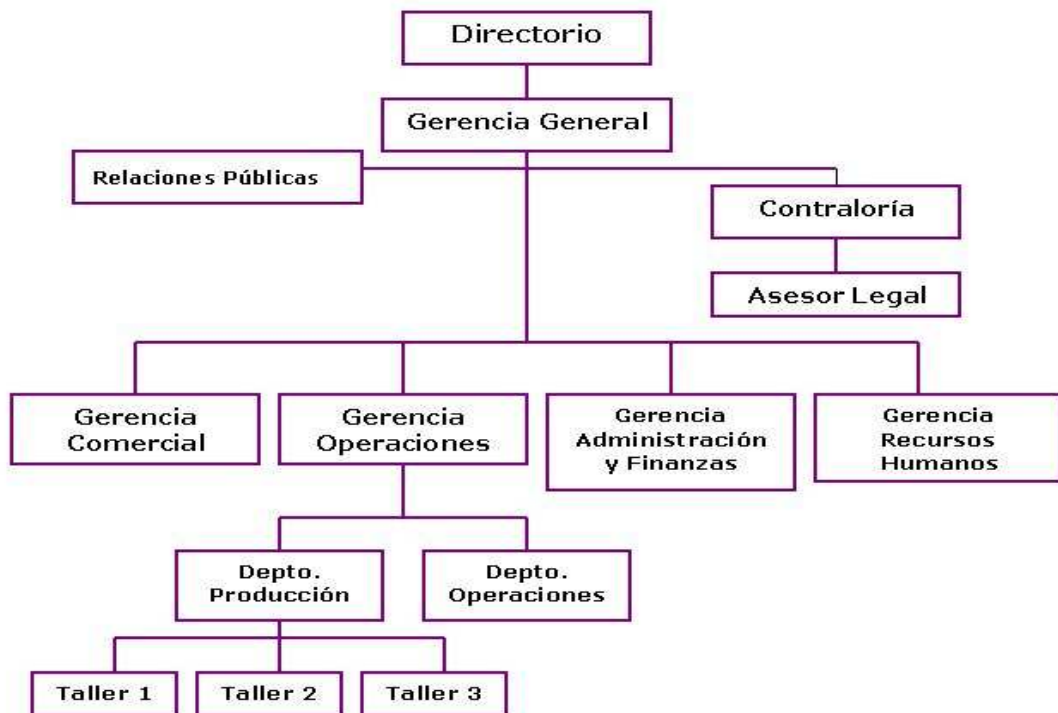 Directorio
Gerencia General
Relaciones Públicas
Contraloría
Asesor Legal
Gerencia
Comercial
Gerencia
Operaciones
Gerencia
Administración
y Finanzas
Gerencia
Recursos
Humanos
Depto.
Producción
Depto.
Operaciones
Taller 1
Taller 2
Taller 3